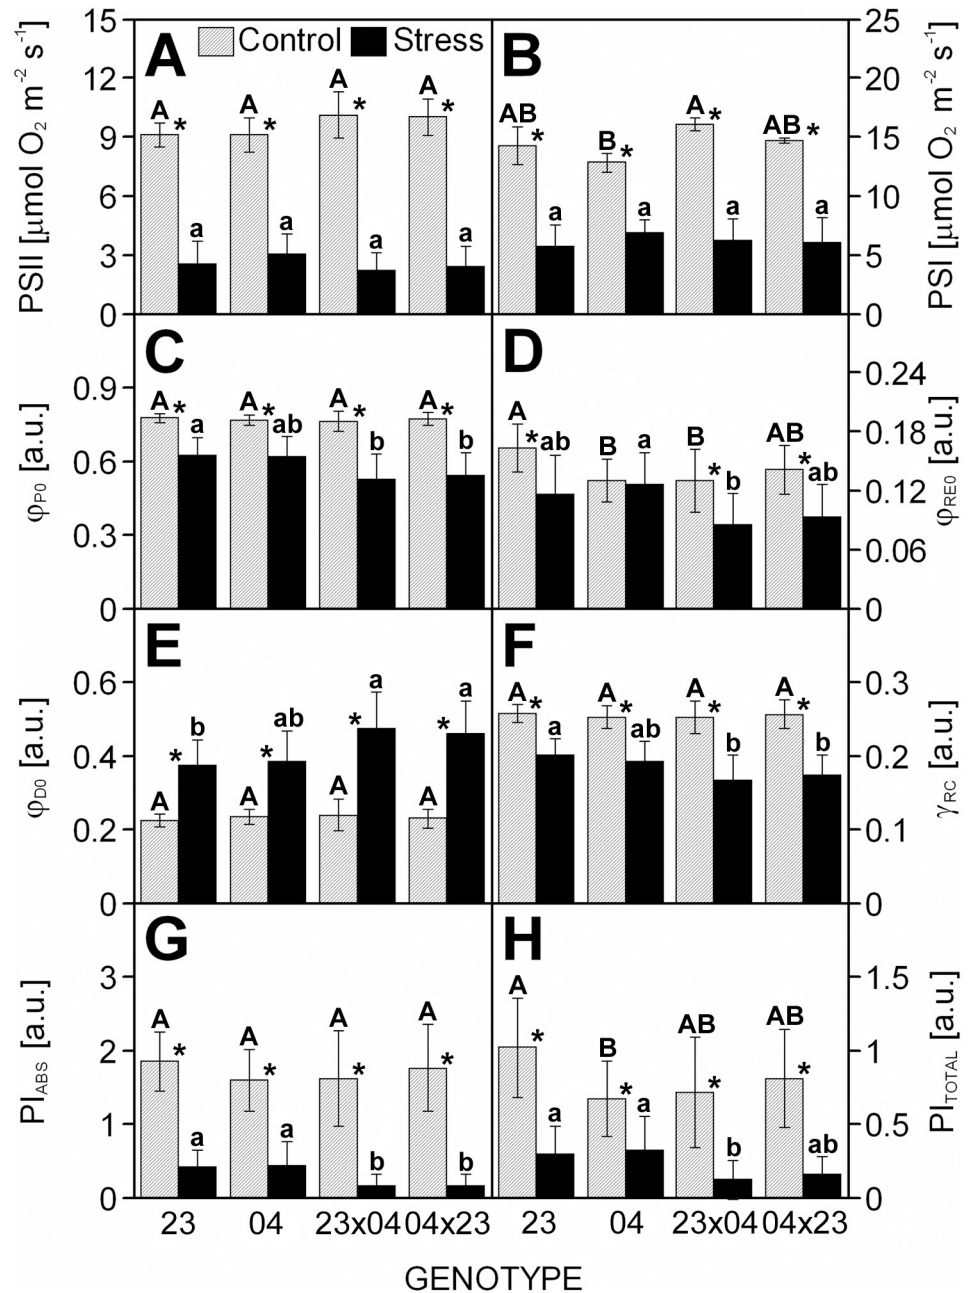 A
Control
Stress
PSII [μmol O2 m-2 s-1]
15
12
9
6
3
0
A * a
A * a
A * a
A * a
B
PSI [μmol O2 m-2 s-1]
25
20
15
10
5
0
AB * a
B * a
A * a
AB * a
C
φP0 [a.u.]
0.9
0.6
0.3
0
A * a
A * ab
A * b
A * b
D
φRE0 [a.u.]
0.24
0.18
0.12
0.06
0
A * ab
B a
B * b
AB * ab
E
φD0 [a.u.]
0.6
0.4
0.2
0
A * b
A * ab
A * a
A * a
F
γRC [a.u.]
0.3
0.2
0.1
0
A * a
A * ab
A * b
A * b
G
PIABS [a.u.]
3
2
1
0
A * a
A * a
A * b
A * b
23 04 23x04 04x23
H
PITOTAL [a.u.]
1.5
1
0.5
0
A * a
B * a
AB * b
AB * ab
23 04 23x04 04x23
GENOTYPE